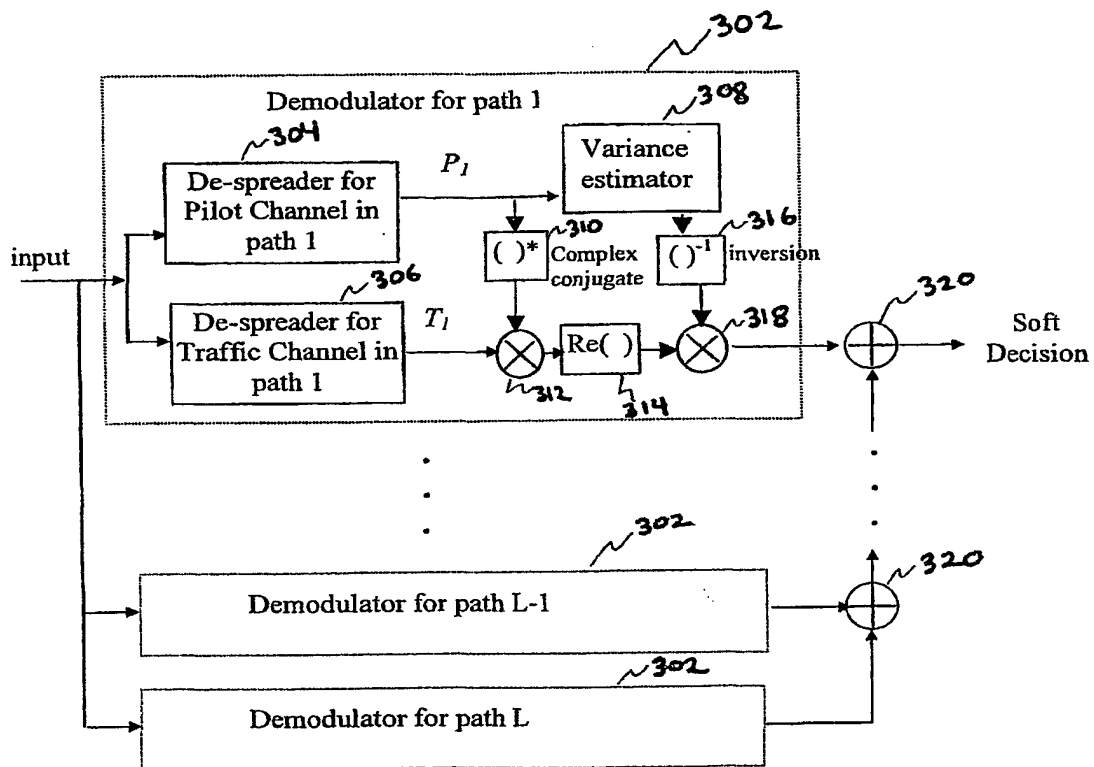 302
Demodulator for path 1
304
308
De-spreader for
Pilot Channel in
path 1
P1
Variance
estimator
310
( )*
Complex
conjugate
316
( )-1
inversion
input
306
De-spreader for
Traffic Channel in
path 1
T1
312
Re( )
314
318
320
Soft
Decision
302
Demodulator for path L-1
320
302
Demodulator for path L